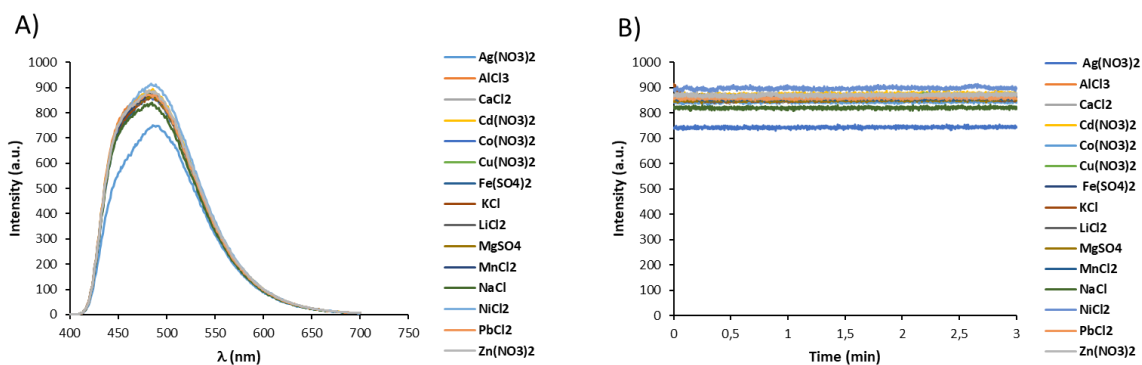 A)
1000
900
800
700
600
500
400
300
200
100
0
Intensity (a.u.)
400 450 500 550 600 650 700 750
λ (nm)
Ag(NO3)2
AlCl3
CaCl2
Cd(NO3)2
Co(NO3)2
Cu(NO3)2
Fe(SO4)2
KCl
LiCl2
MgSO4
MnCl2
NaCl
NiCl2
PbCl2
Zn(NO3)2
B)
1000
900
800
700
600
500
400
300
200
100
0
Intensity (a.u.)
0 0,5 1 1,5 2 2,5 3
Time (min)
Ag(NO3)2
AlCl3
CaCl2
Cd(NO3)2
Co(NO3)2
Cu(NO3)2
Fe(SO4)2
KCl
LiCl2
MgSO4
MnCl2
NaCl
NiCl2
PbCl2
Zn(NO3)2